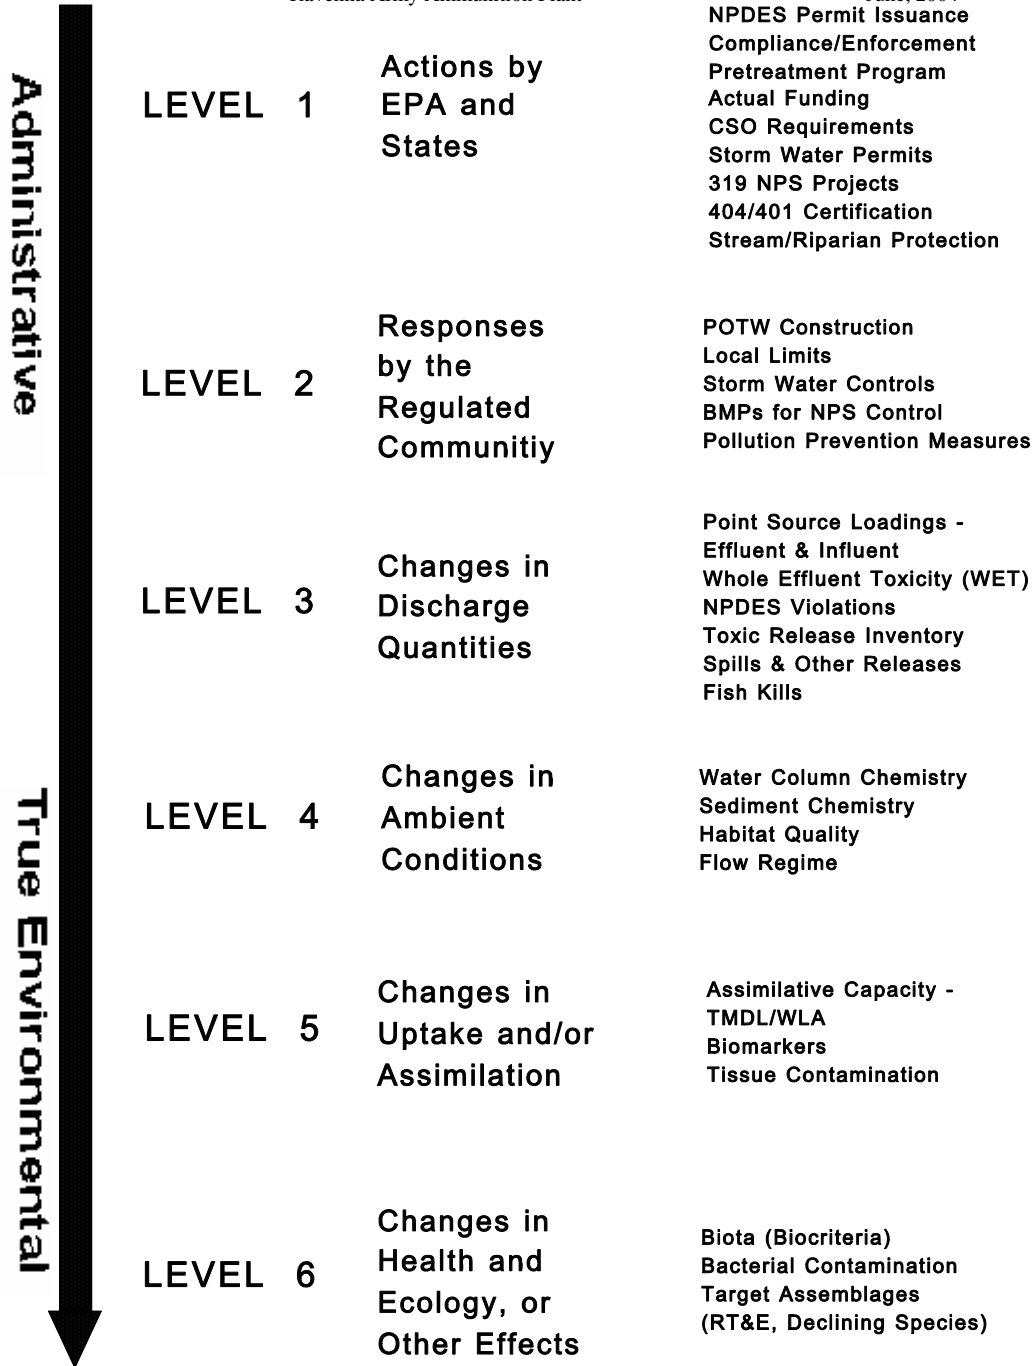 NPDES Permit Issuance
Compliance/Enforcement
Pretreatment Program
Actual Funding
CSO Requirements
Storm Water Permits
319 NPS Projects
404/401 Certification
Stream/Riparian Protection
Actions by
EPA and
States
LEVEL 1
Administrative
Responses
by the
Regulated
Communitiy
LEVEL 2
POTW Construction
Local Limits
Storm Water Controls
BMPs for NPS Control
Pollution Prevention Measures
LEVEL 3
Changes in
Discharge
Quantities
Point Source Loadings -
Effluent & Influent
Whole Effluent Toxicity (WET)
NPDES Violations
Toxic Release Inventory
Spills & Other Releases
Fish Kills
True Environmental
LEVEL 4
Changes in
Ambient
Conditions
Water Column Chemistry
Sediment Chemistry
Habitat Quality
Flow Regime
LEVEL 5
Changes in
Uptake and/or
Assimilation
Assimilative Capacity -
TMDL/WLA
Biomarkers
Tissue Contamination
LEVEL 6
Changes in
Health and
Ecology, or
Other Effects
Biota (Biocriteria)
Bacterial Contamination
Target Assemblages
(RT&E, Declining Species)